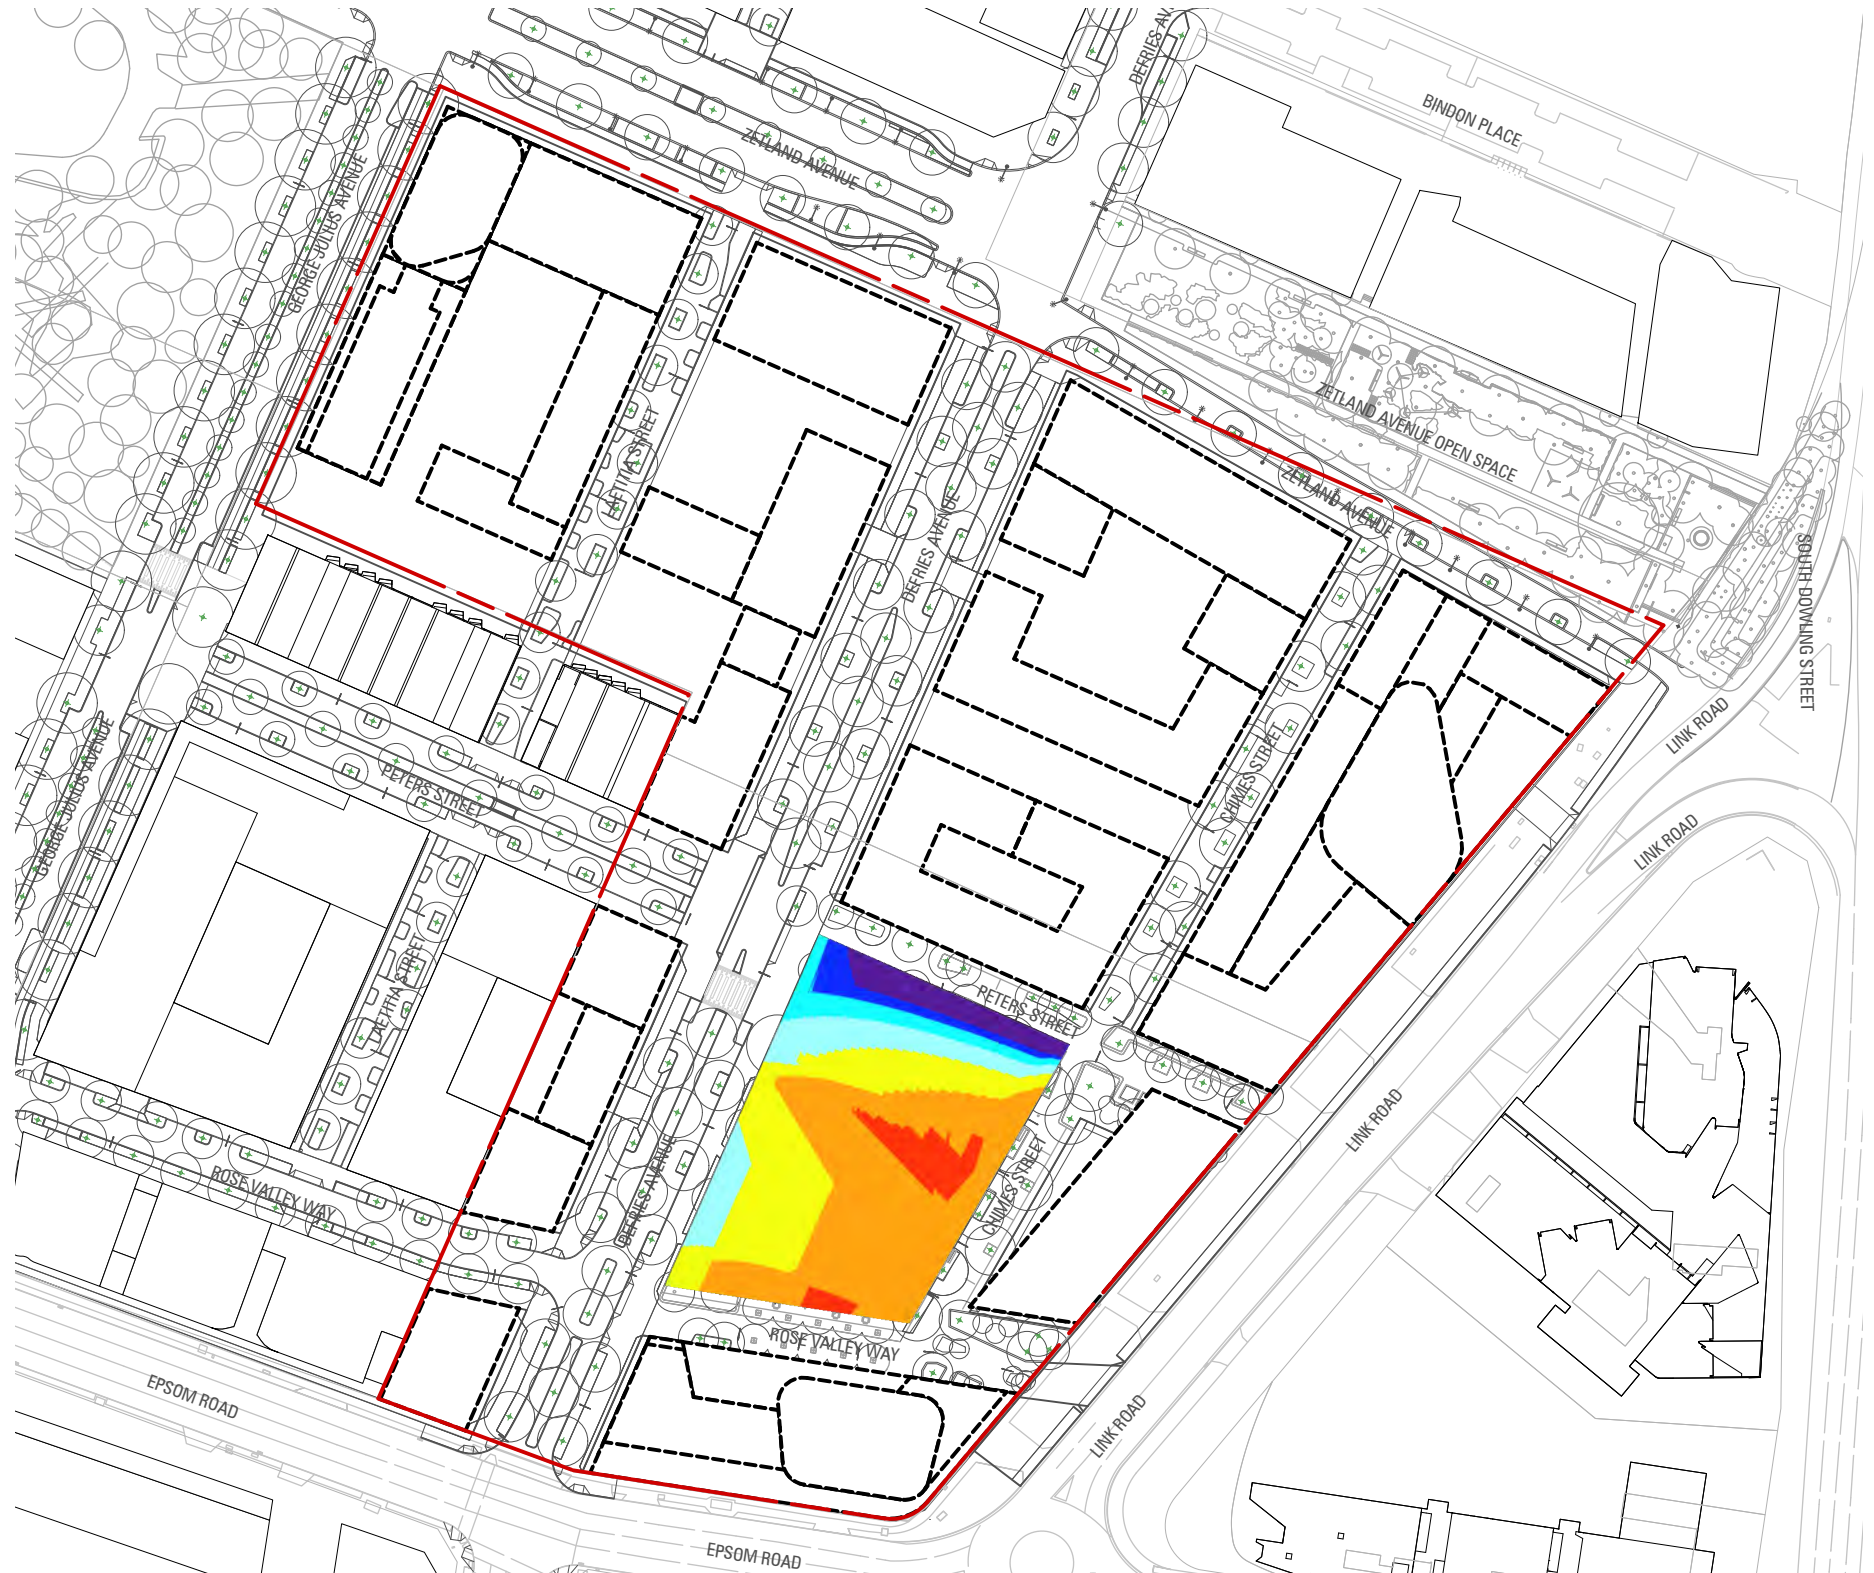 DEFRIES AV
BINDON PLACE
ZETLAND AVENUE
GEORGE JULIUS AVENUE
ZETLAND AVENUE OPEN SPACE
LAETITIA STREET
ZETLAND AVENUE
DEFRIES AVENUE
SOUTH DOWLING STREET
LINK ROAD
CHIMES STREET
PETERS STREET
GEORGE JULIUS AVENUE
LINK ROAD
LAETITIA STREET
PETERS STREET
LINK ROAD
DEFRIES AVENUE
CHIMES STREET
ROSE VALLEY WAY
ROSE VALLEY WAY
EPSOM ROAD
LINK ROAD
EPSOM ROAD